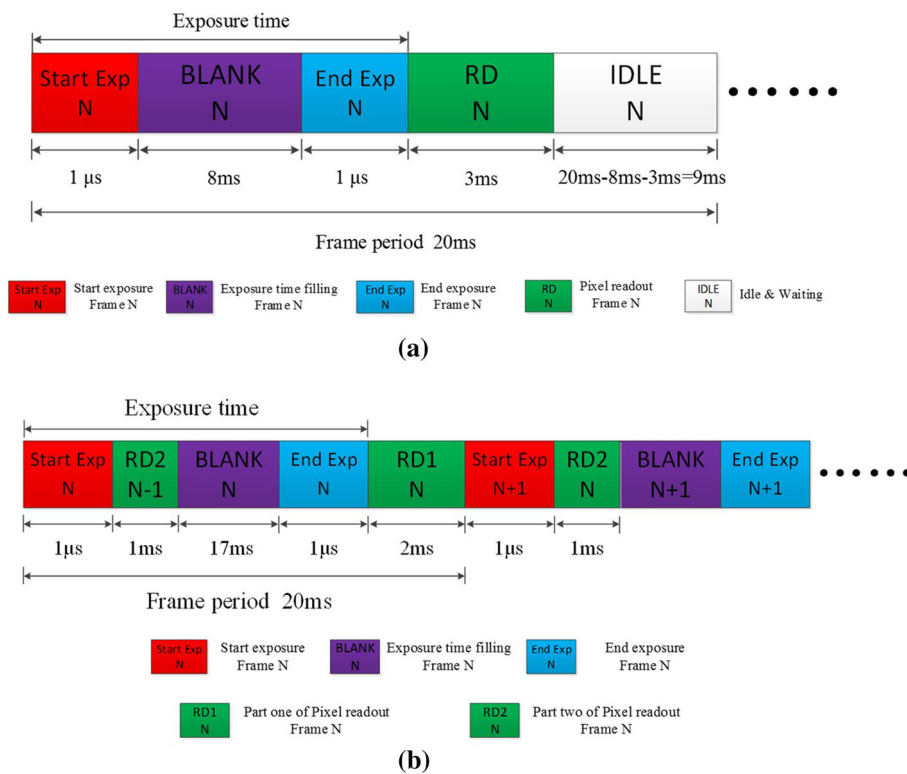 Exposure time
Start Exp N
BLANK N
End Exp N
RD N
IDLE N
1 μs
8ms
1 μs
3ms
20ms-8ms-3ms=9ms
Frame period 20ms
Start Exp N
Start exposure Frame N
BLANK N
Exposure time filling Frame N
End Exp N
End exposure Frame N
RD N
Pixel readout Frame N
IDLE N
Idle & Waiting
(a)
Exposure time
Start Exp N
RD2 N-1
BLANK N
End Exp N
RD1 N
Start Exp N+1
RD2 N
BLANK N+1
End Exp N+1
1μs
1ms
17ms
1μs
2ms
1μs
1ms
Frame period 20ms
Start Exp N
Start exposure Frame N
BLANK N
Exposure time filling Frame N
End Exp N
End exposure Frame N
RD1 N
Part one of Pixel readout Frame N
RD2 N
Part two of Pixel readout Frame N
(b)